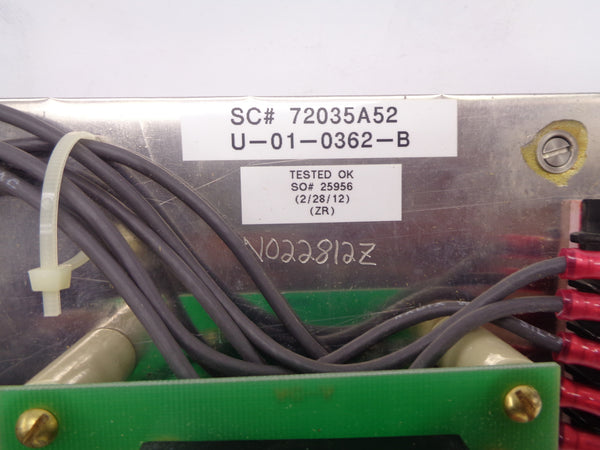 SC# 72035A52
U-01-0362-B
TESTED OK
SO# 25956
(2/28/12)
(ZR)
N022812Z